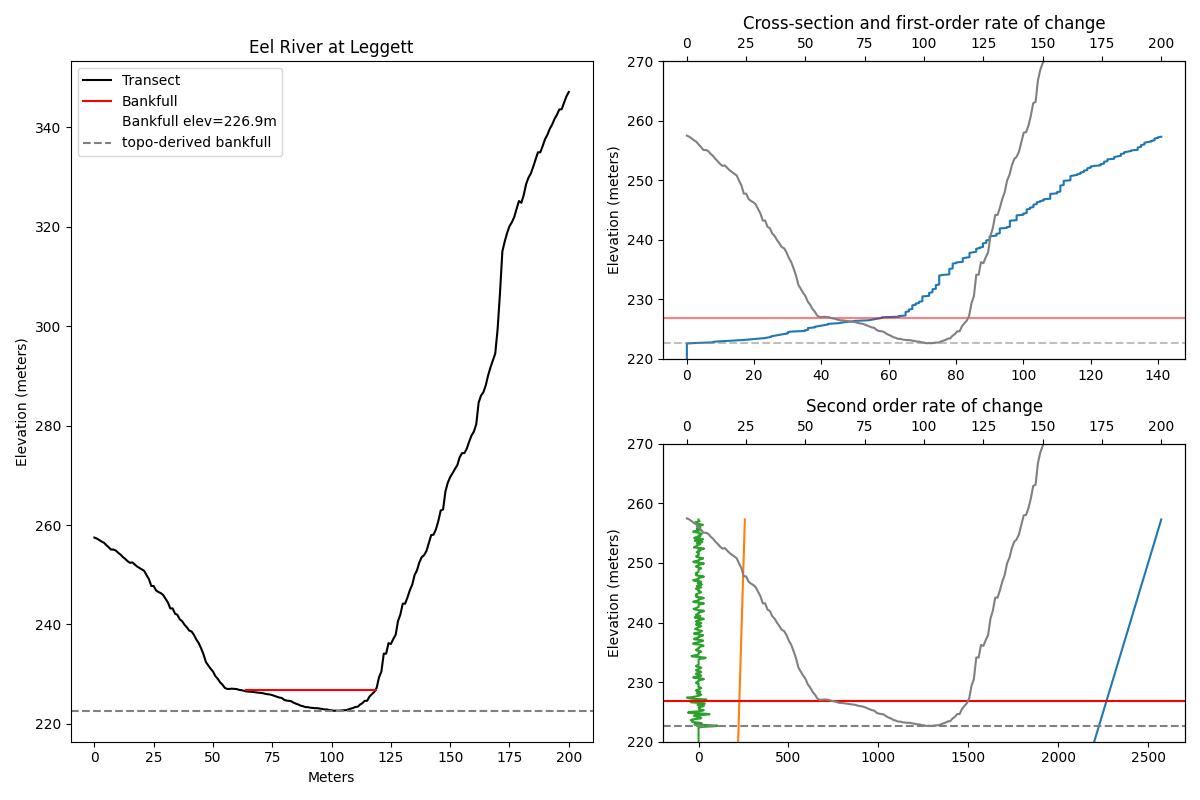 Eel River at Leggett
Transect
Bankfull
Bankfull elev=226.9m
topo-derived bankfull
Elevation (meters)
340
320
300
280
260
240
220
0 25 50 75 100 125 150 175 200
Meters
Cross-section and first-order rate of change
0 25 50 75 100 125 150 175 200
Elevation (meters)
270
260
250
240
230
220
0 20 40 60 80 100 120 140
Second order rate of change
0 25 50 75 100 125 150 175 200
Elevation (meters)
270
260
250
240
230
220
0 500 1000 1500 2000 2500